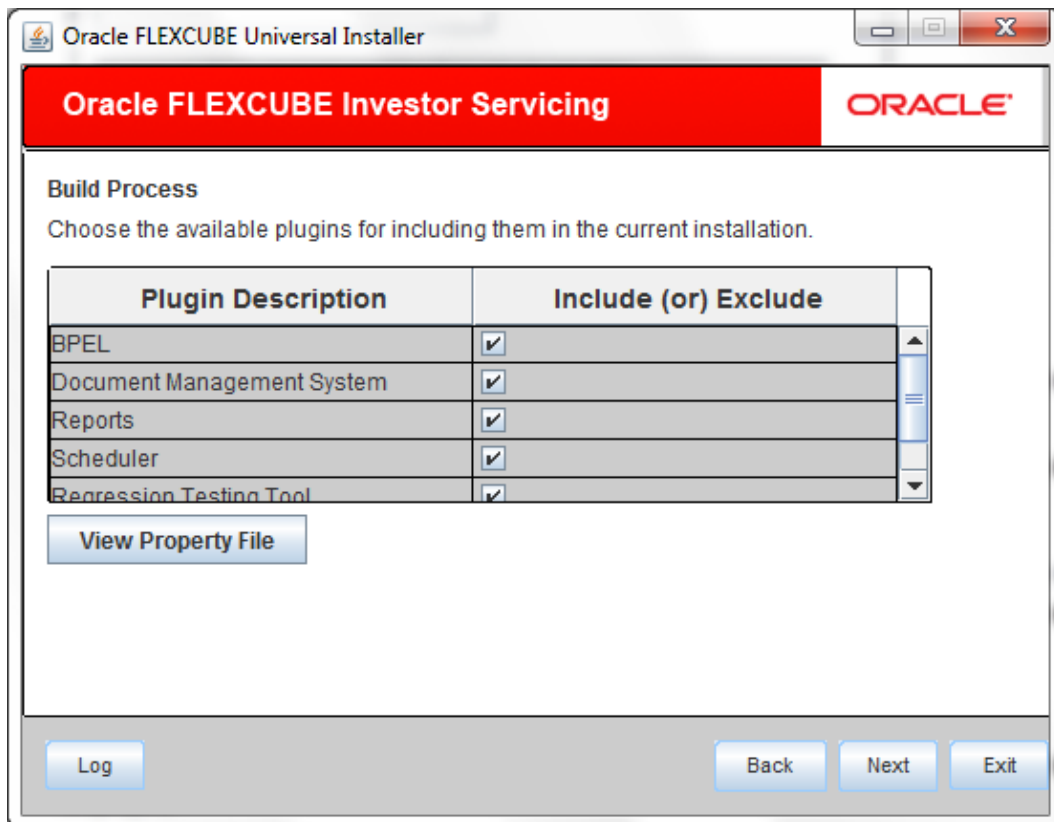 Oracle FLEXCUBE Universal Installer
Oracle FLEXCUBE Investor Servicing
ORACLE
Build Process
Choose the available plugins for including them in the current installation.
Plugin Description Include (or) Exclude
BPEL
Document Management System
Reports
Scheduler
Regression Testing Tool
View Property File
Log Back Next Exit